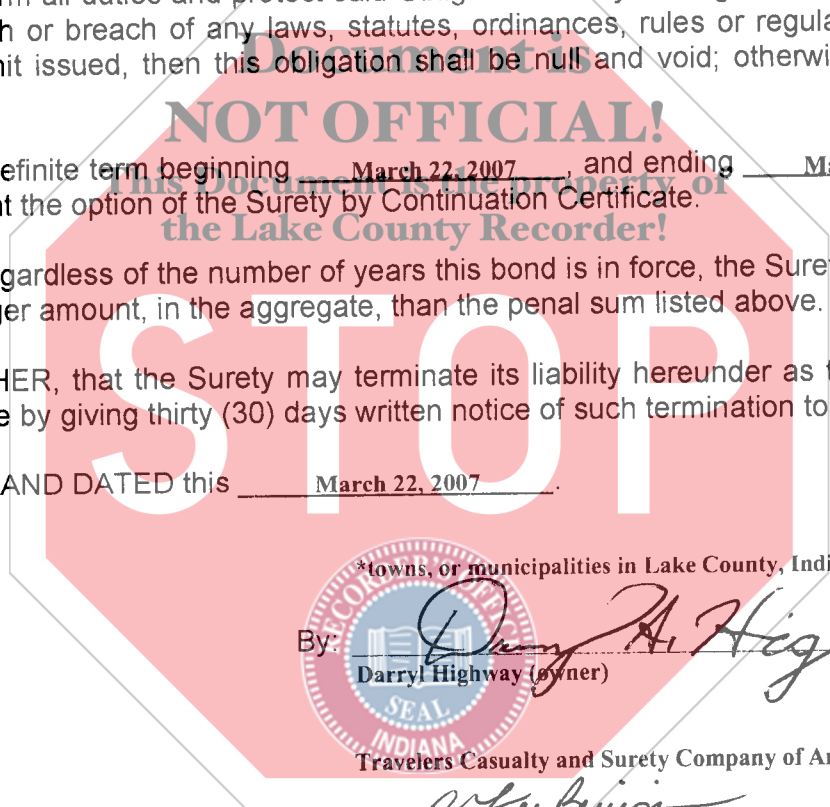 h or breach of any laws, statutes, ordinances, rules or regula
nit issued, then this obligation shall be null and void; otherwi
Document is
NOT OFFICIAL!
This Document is the property of
the Lake County Recorder!
efinite term beginning March 22, 2007, and ending Ma
at the option of the Surety by Continuation Certificate.
gardless of the number of years this bond is in force, the Sure
ger amount, in the aggregate, than the penal sum listed above.
STOP
HER, that the Surety may terminate its liability hereunder as t
e by giving thirty (30) days written notice of such termination to
AND DATED this March 22, 2007.
*towns, or municipalities in Lake County, Indi
RECORDER'S OFFICE
By:
Darryl Highway (owner)
SEAL
INDIANA
Travelers Casualty and Surety Company of A